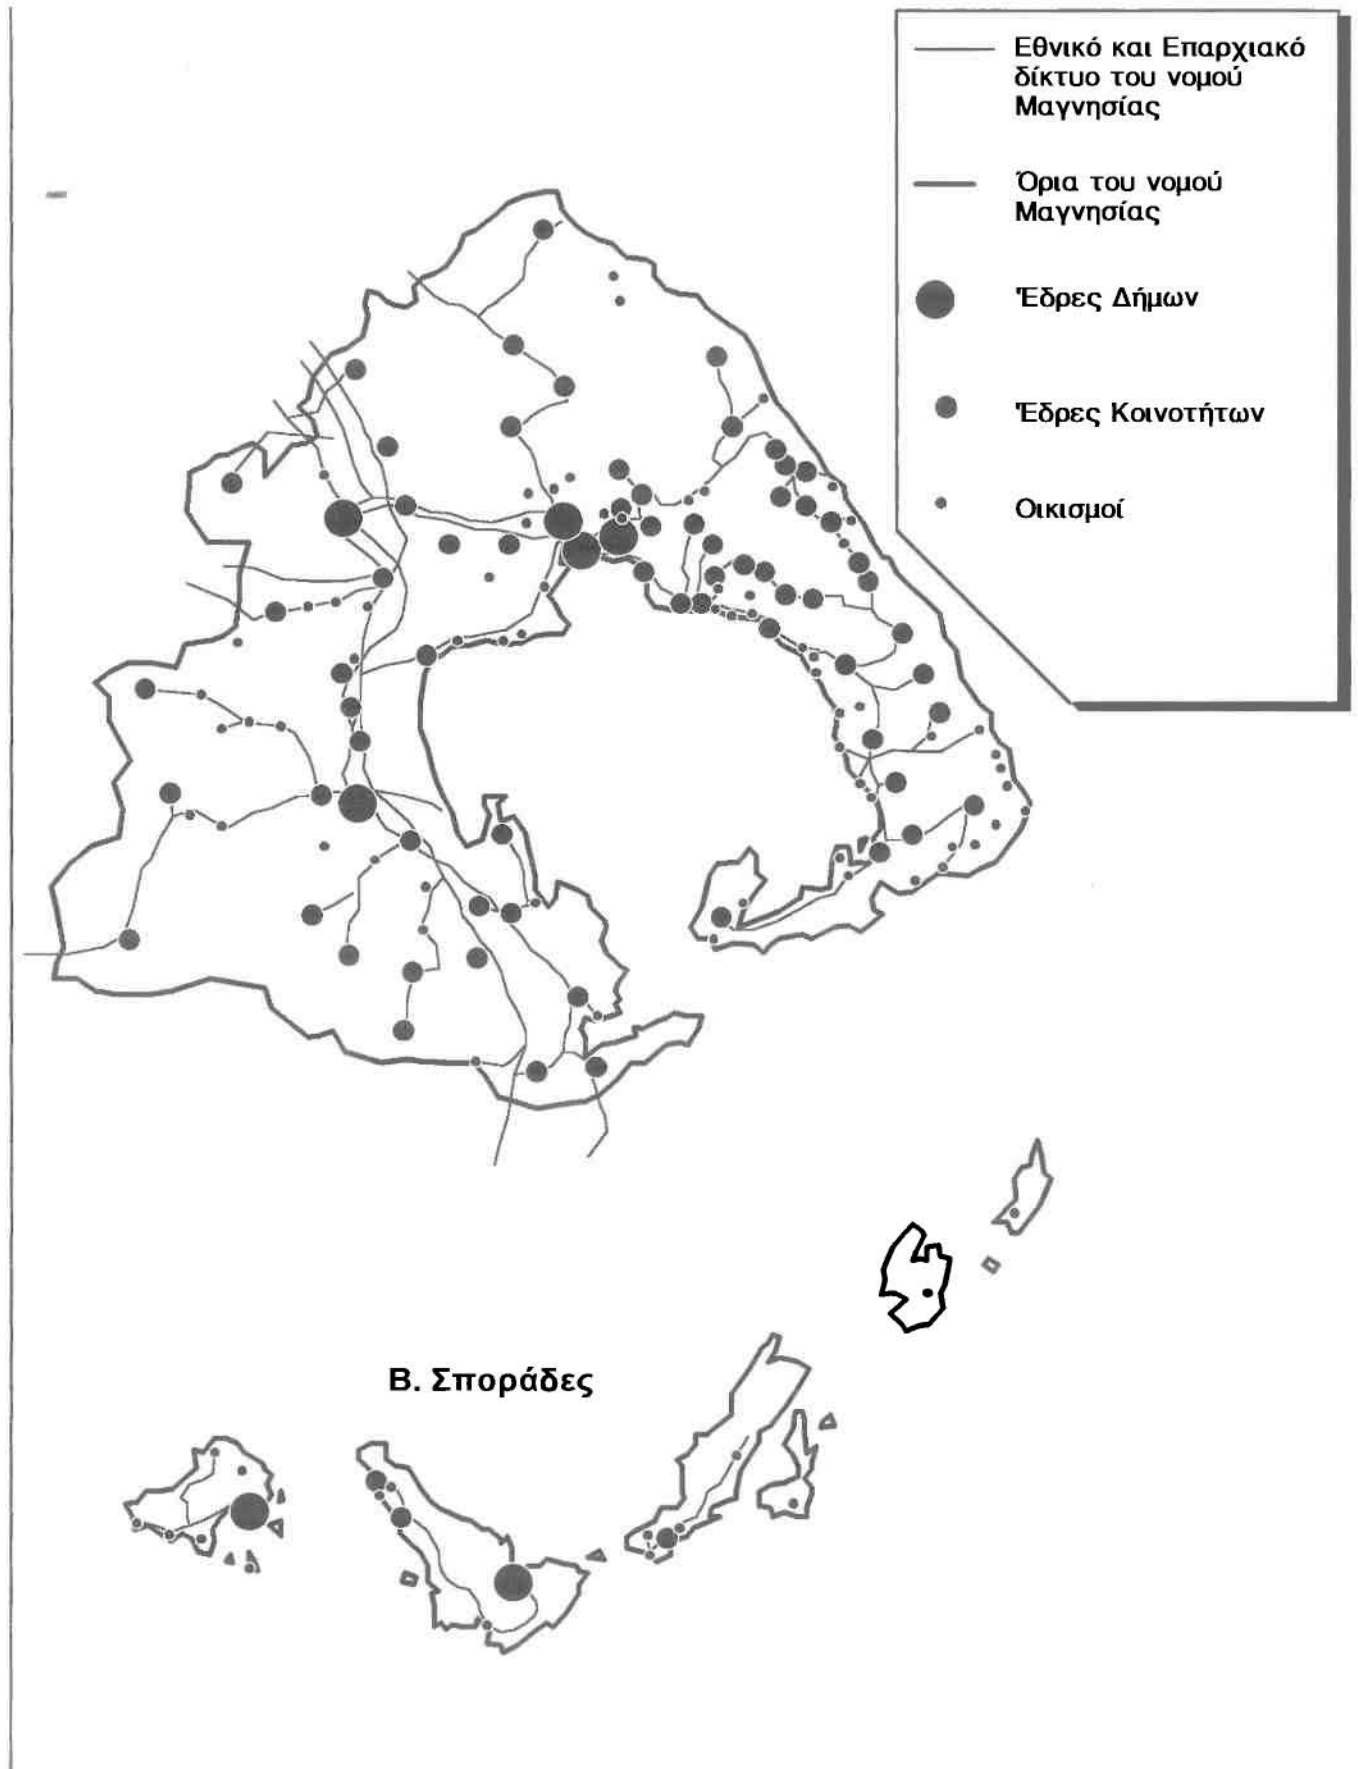 Εθνικό και Επαρχιακό
δίκτυο του νομού
Μαγνησίας
Όρια του νομού
Μαγνησίας
Έδρες Δήμων
Έδρες Κοινοτήτων
Οικισμοί
Β. Σποράδες